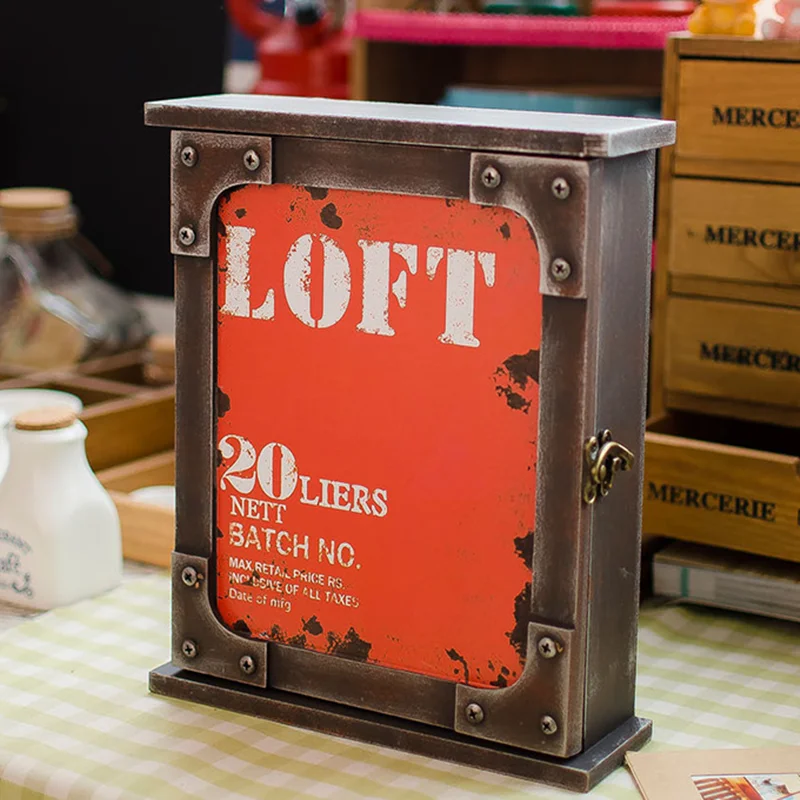 LOFT
20 LIERS
NETT
BATCH NO.
MAX.RETAIL PRICE RS.
INCLUSIVE OF ALL TAXES
Date of mfg
MERCE
MERCER
MERCER
MERCERIE